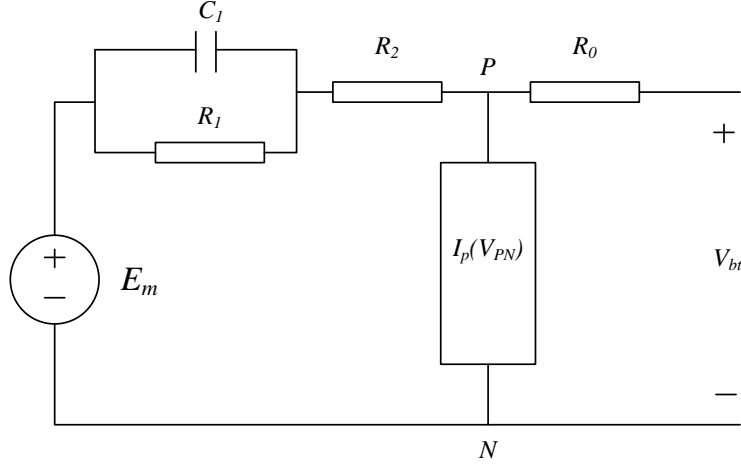 C1
R2
P
R0
R1
+
+
Ip(VPN)
Vbt
Em
−
−
N